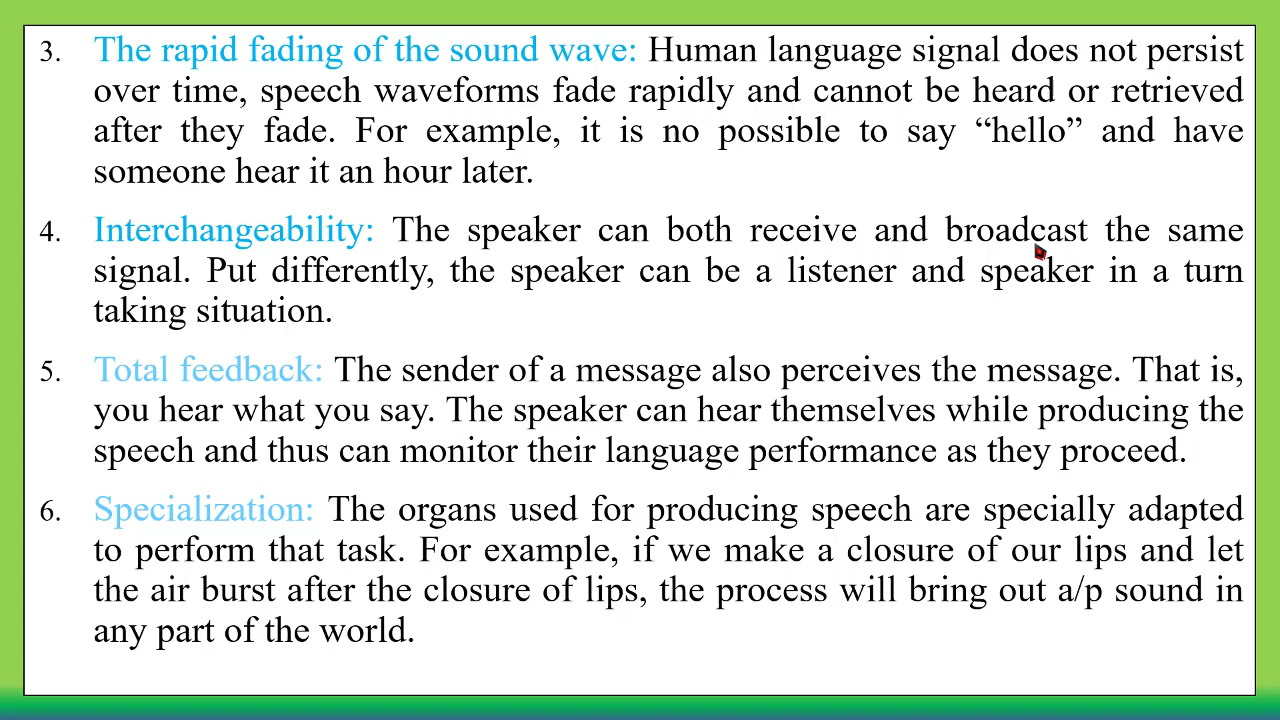 3. The rapid fading of the sound wave: Human language signal does not persist
over time, speech waveforms fade rapidly and cannot be heard or retrieved
after they fade. For example, it is no possible to say “hello” and have
someone hear it an hour later.
4. Interchangeability: The speaker can both receive and broadcast the same
signal. Put differently, the speaker can be a listener and speaker in a turn
taking situation.
5. Total feedback: The sender of a message also perceives the message. That is,
you hear what you say. The speaker can hear themselves while producing the
speech and thus can monitor their language performance as they proceed.
6. Specialization: The organs used for producing speech are specially adapted
to perform that task. For example, if we make a closure of our lips and let
the air burst after the closure of lips, the process will bring out a/p sound in
any part of the world.